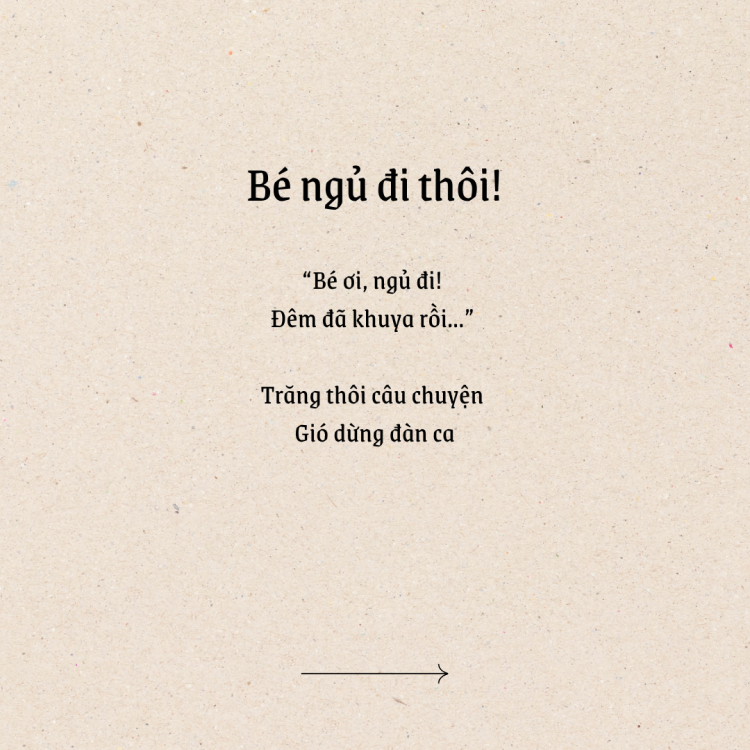 Bé ngủ đi thôi!
“Bé ơi, ngủ đi!
Đêm đã khuya rồi...”
Trăng thôi câu chuyện
Gió dừng đàn ca